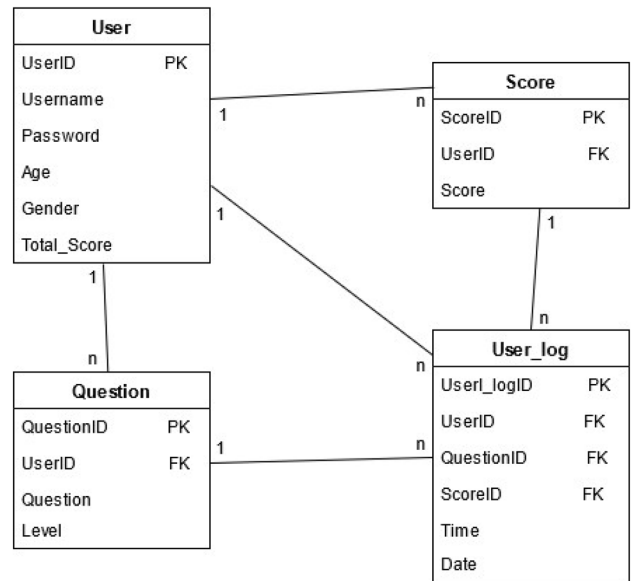 User
UserID PK
Username
Password
Age
Gender
Total_Score
1
n
1
1
n
Score
ScoreID PK
UserID FK
Score
1
n
Question
QuestionID PK
UserID FK
Question
Level
1
n
n
User_log
UserI_logID PK
UserID FK
QuestionID FK
ScoreID FK
Time
Date